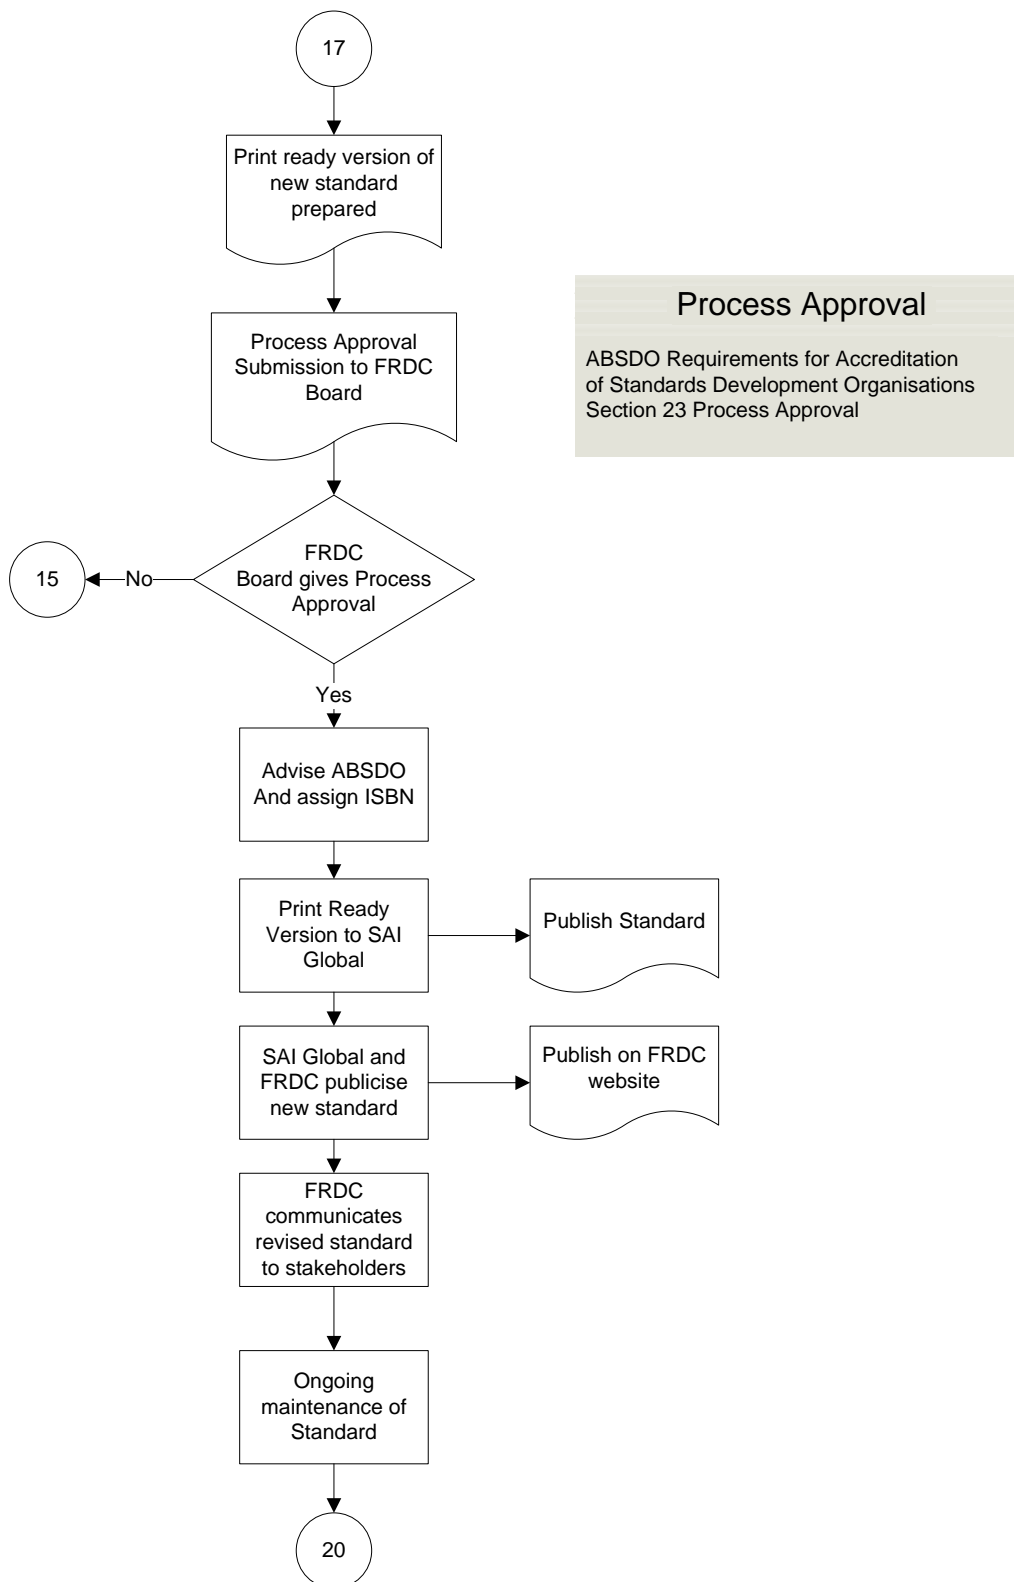 17
Print ready version of
new standard
prepared
Process Approval
Submission to FRDC
Board
Process Approval
ABSDO Requirements for Accreditation
of Standards Development Organisations
Section 23 Process Approval
FRDC
Board gives Process
Approval
No
15
Yes
Advise ABSDO
And assign ISBN
Print Ready
Version to SAI
Global
Publish Standard
SAI Global and
FRDC publicise
new standard
Publish on FRDC
website
FRDC
communicates
revised standard
to stakeholders
Ongoing
maintenance of
Standard
20